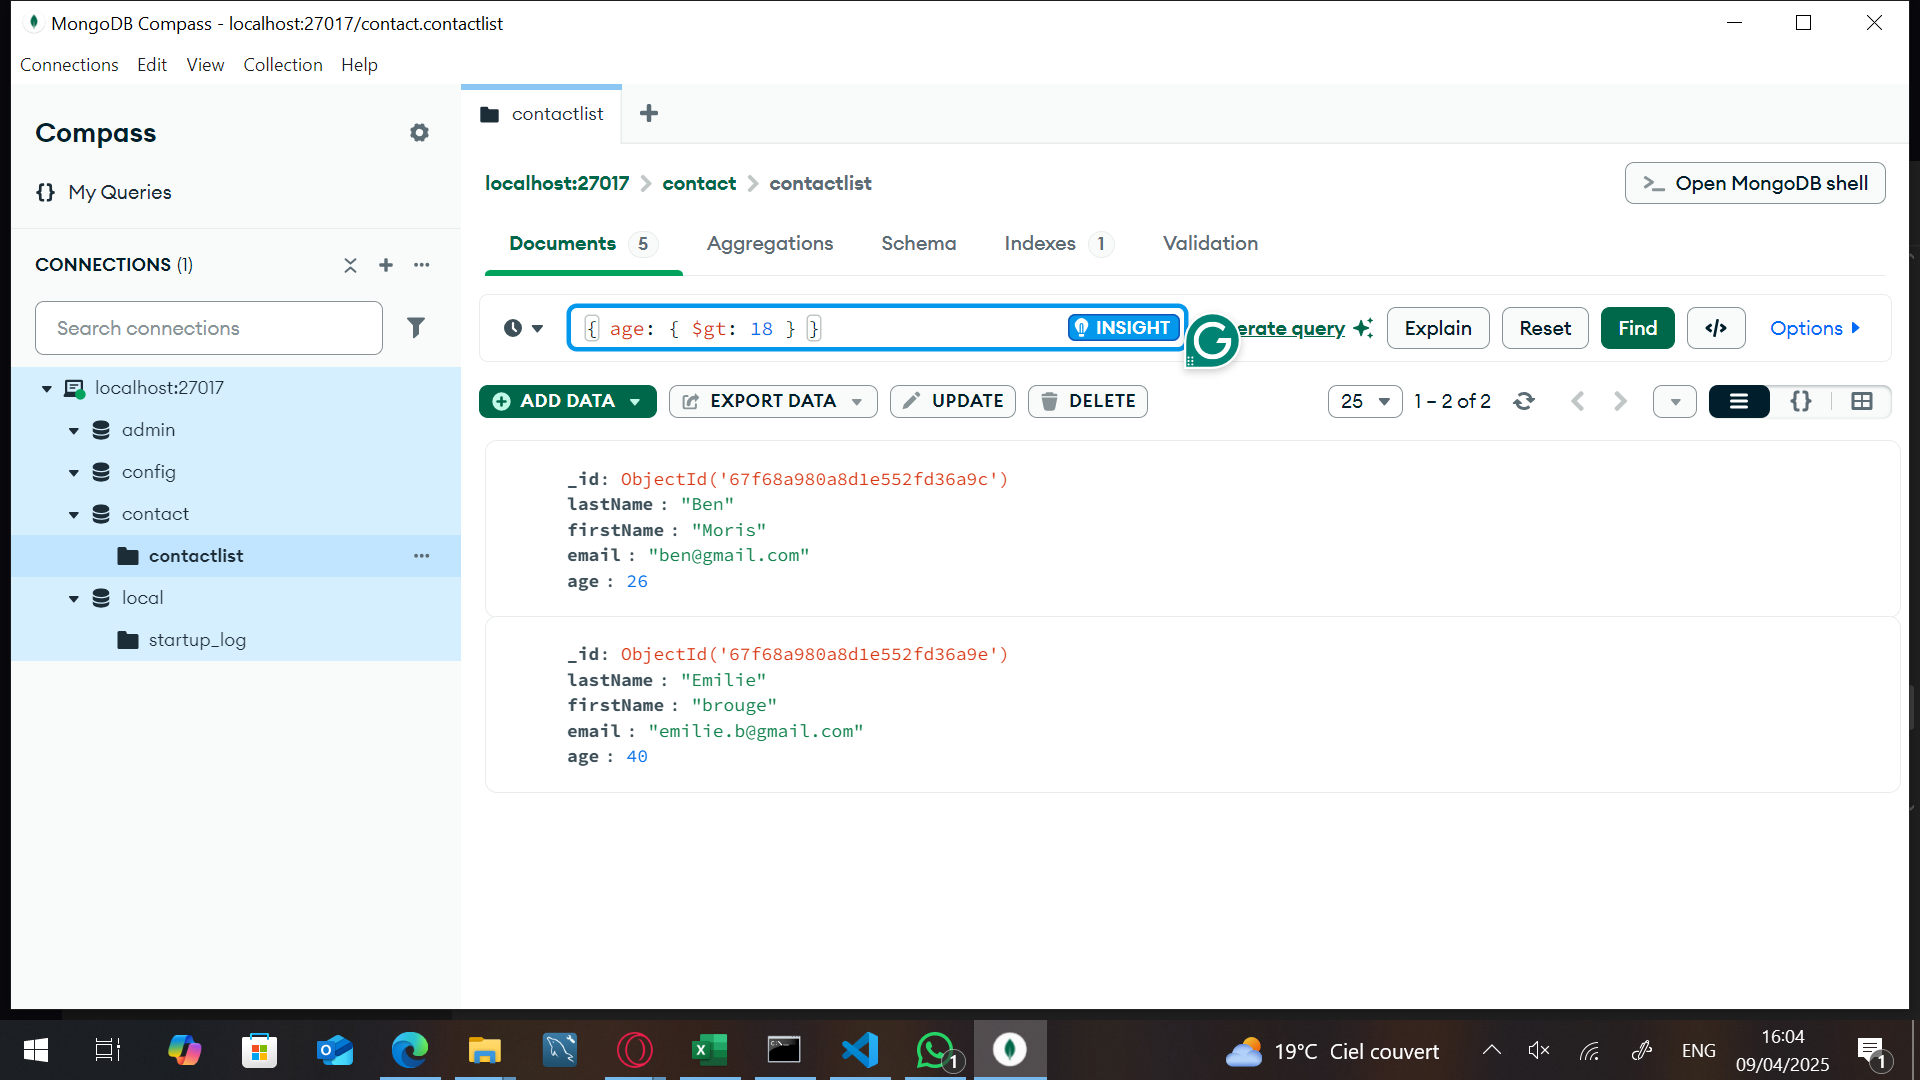 MongoDB Compass - localhost:27017/contact.contactlist
Connections Edit View Collection Help
Compass
{} My Queries
CONNECTIONS (1)
Search connections
localhost:27017
admin
config
contact
contactlist
local
startup_log
contactlist
localhost:27017 > contact > contactlist
>_ Open MongoDB shell
Documents 5 Aggregations Schema Indexes 1 Validation
{ age: { $gt: 18 } } INSIGHT erate query Explain Reset Find </> Options
ADD DATA EXPORT DATA UPDATE DELETE 25 1 – 2 of 2 {}
_id: ObjectId('67f68a980a8d1e552fd36a9c')
lastName : "Ben"
firstName : "Moris"
email : "ben@gmail.com"
age : 26
_id: ObjectId('67f68a980a8d1e552fd36a9e')
lastName : "Emilie"
firstName : "brouge"
email : "emilie.b@gmail.com"
age : 40
1 19°C Ciel couvert ENG 16:04 1
09/04/2025